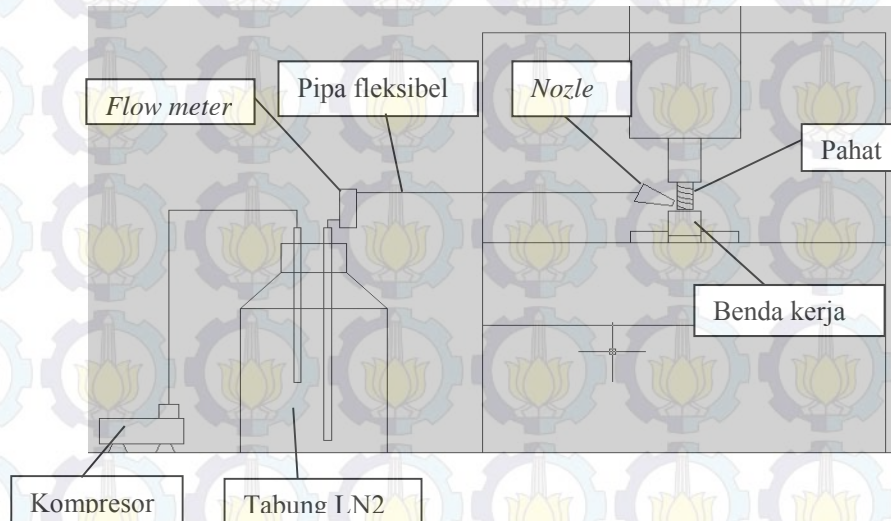 Flow meter
Pipa fleksibel
Nozle
Pahat
Benda kerja
Kompresor
Tabung LN2